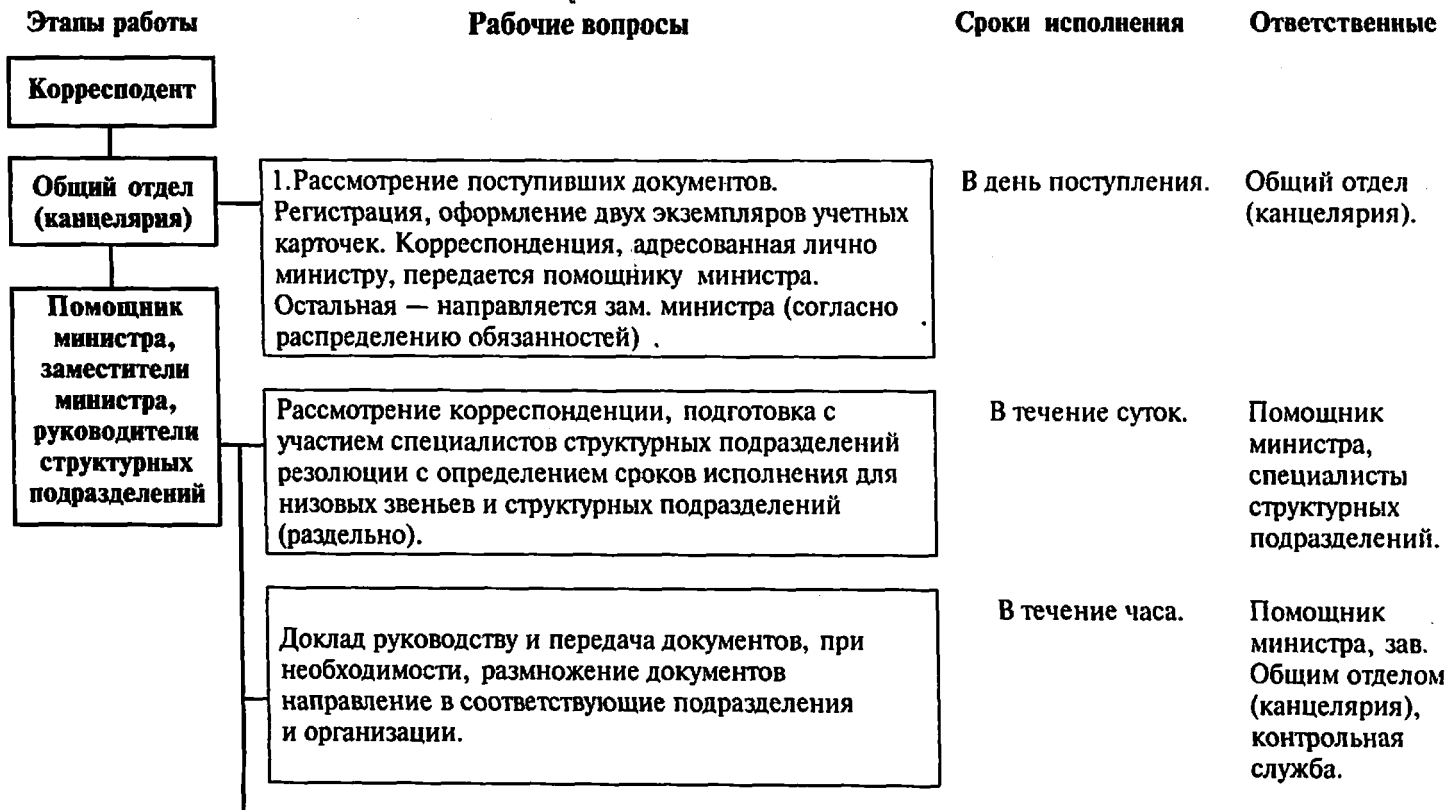 Этапы работы
Рабочие вопросы
Сроки исполнения
Ответственные
Корресподент
Общий отдел
(канцелярия)
1.Рассмотрение поступивших документов.
Регистрация, оформление двух экземпляров учетных
карточек. Корреспонденция, адресованная лично
министру, передается помощнику министра.
Остальная — направляется зам. министра (согласно
распределению обязанностей) .
В день поступления.
Общий отдел
(канцелярия).
Помощник
министра,
заместители
министра,
руководители
структурных
подразделений
Рассмотрение корреспонденции, подготовка с
участием специалистов структурных подразделений
резолюции с определением сроков исполнения для
низовых звеньев и структурных подразделений
(раздельно).
В течение суток.
Помощник
министра,
специалисты
структурных
подразделений.
Доклад руководству и передача документов, при
необходимости, размножение документов
направление в соответствующие подразделения
и организации.
В течение часа.
Помощник
министра, зав.
Общим отделом
(канцелярия),
контрольная
служба.